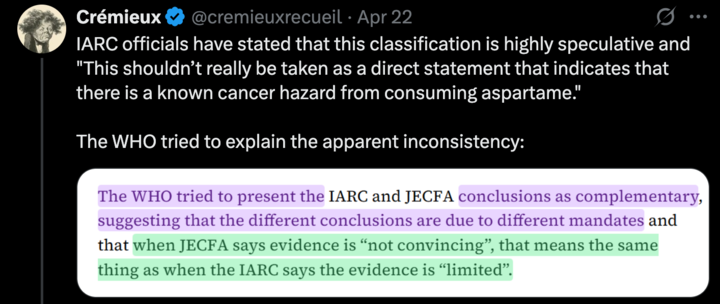 Crémieux @cremieuxrecueil · Apr 22
IARC officials have stated that this classification is highly speculative and
"This shouldn’t really be taken as a direct statement that indicates that
there is a known cancer hazard from consuming aspartame."
The WHO tried to explain the apparent inconsistency:
The WHO tried to present the IARC and JECFA conclusions as complementary,
suggesting that the different conclusions are due to different mandates and
that when JECFA says evidence is “not convincing”, that means the same
thing as when the IARC says the evidence is “limited”.